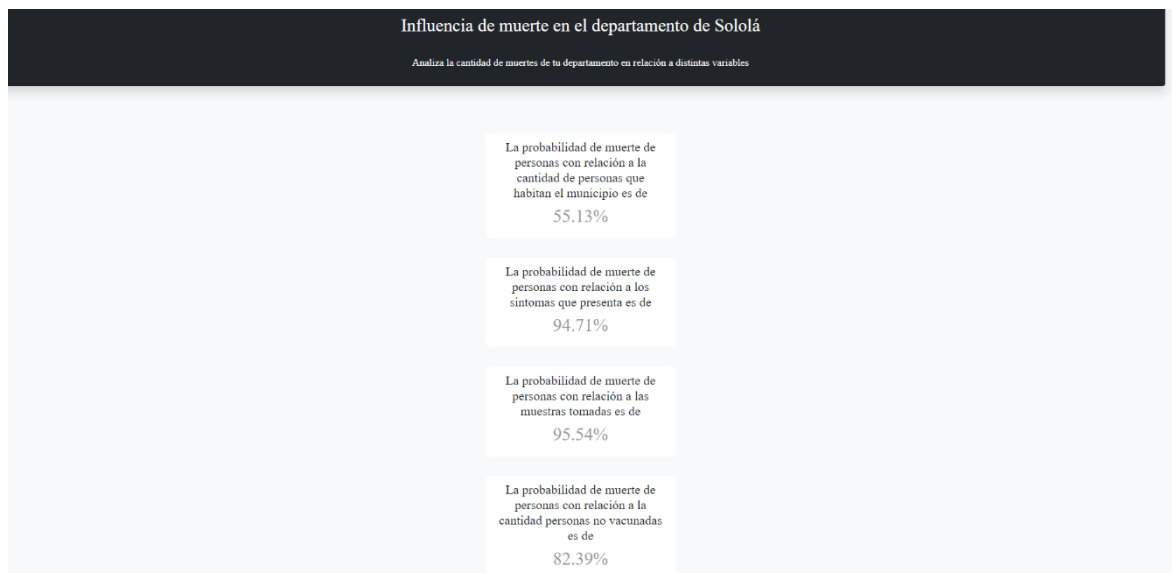 Influencia de muerte en el departamento de Sololá
Analiza la cantidad de muertes de tu departamento en relación a distintas variables
La probabilidad de muerte de
personas con relación a la
cantidad de personas que
habitan el municipio es de
55.13%
La probabilidad de muerte de
personas con relación a los
sintomas que presenta es de
94.71%
La probabilidad de muerte de
personas con relación a las
muestras tomadas es de
95.54%
La probabilidad de muerte de
personas con relación a la
cantidad personas no vacunadas
es de
82.39%